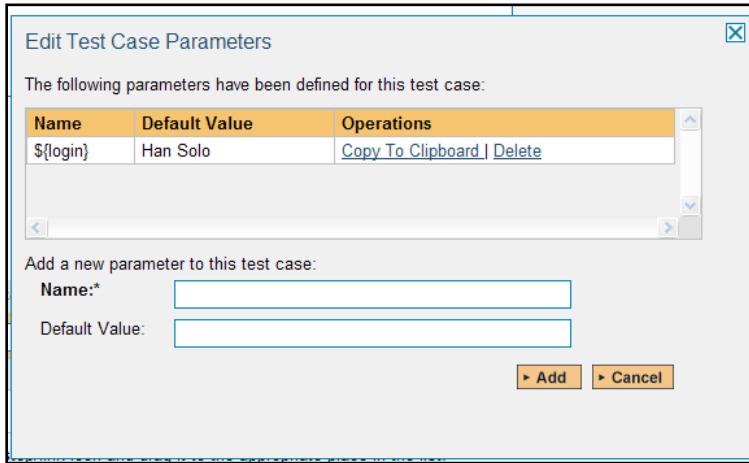 Edit Test Case Parameters
The following parameters have been defined for this test case:
Name Default Value Operations
${login} Han Solo Copy To Clipboard | Delete
Add a new parameter to this test case:
Name:*
Default Value:
Add Cancel